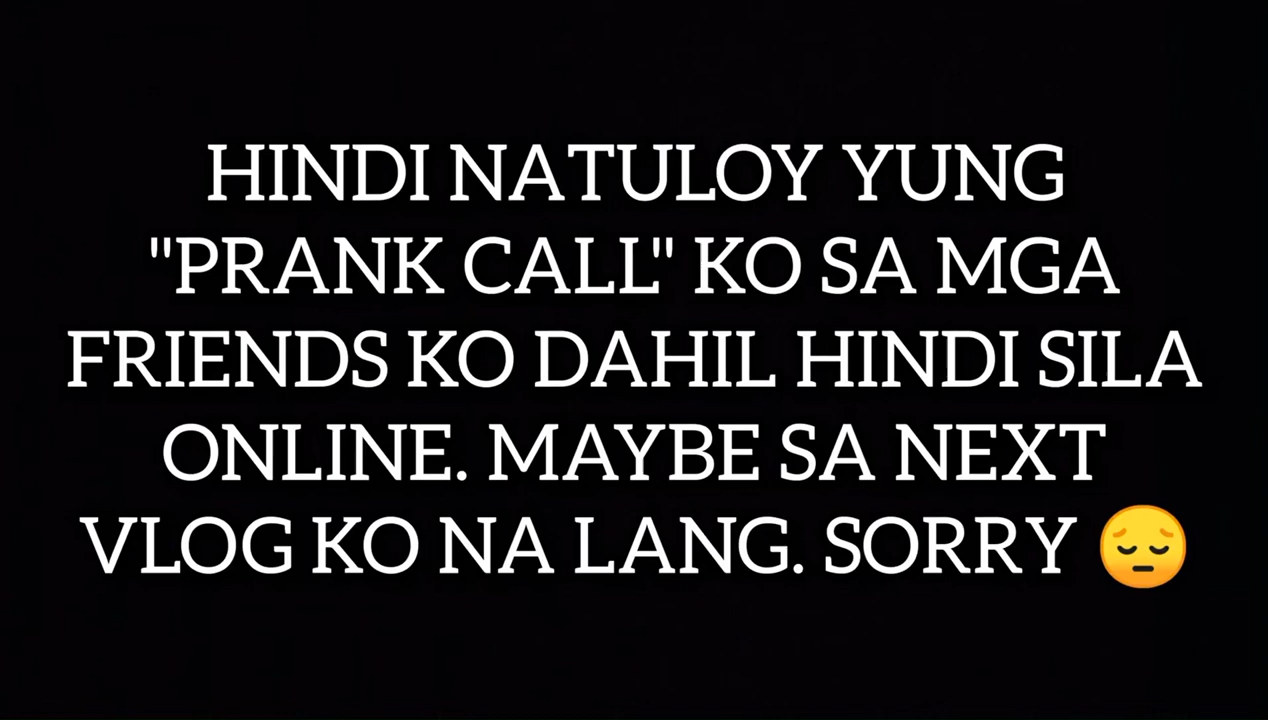 HINDI NATULOY YUNG
"PRANK CALL" KO SA MGA
FRIENDS KO DAHIL HINDI SILA
ONLINE. MAYBE SA NEXT
VLOG KO NA LANG. SORRY 😔